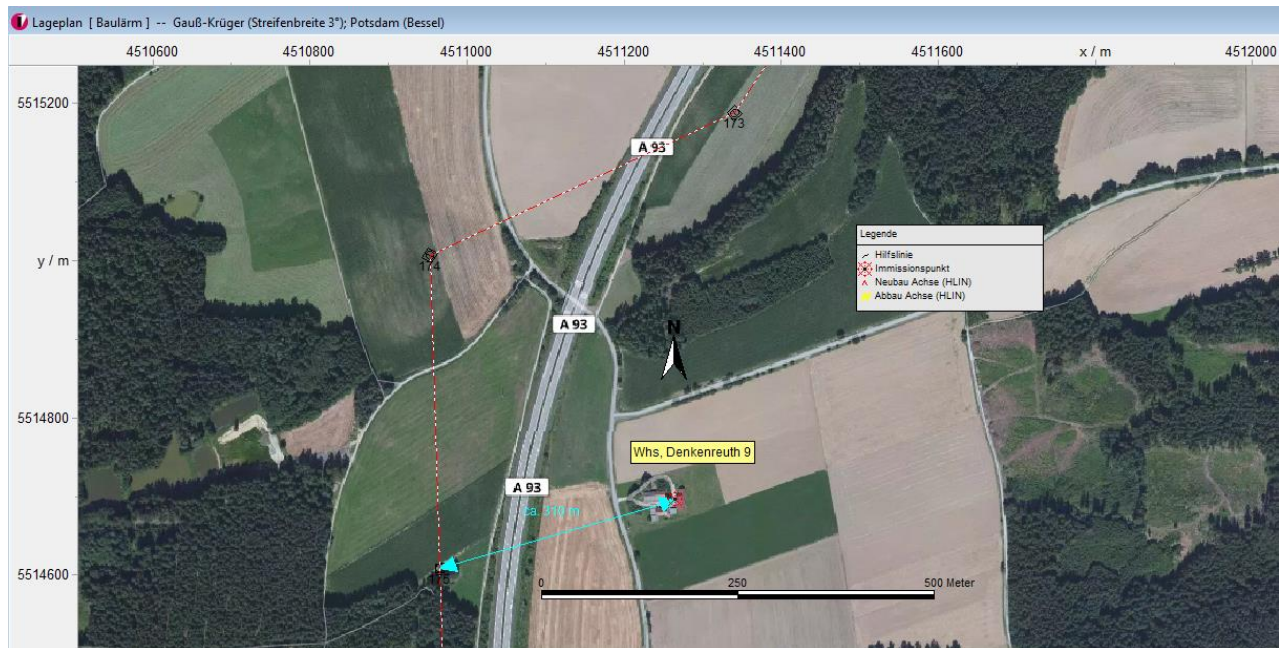 Lageplan [ Baulärm ] -- Gauß-Krüger (Streifenbreite 3°); Potsdam (Bessel)
4510600 4510800 4511000 4511200 4511400 4511600 x / m 4512000
5515200
173
A 93
Legende
Hilfslinie
Immissionspunkt
Neubau Achse (HLIN)
Abbau Achse (HLIN)
y / m
174
A 93
N
5514800
Whs, Denkenreuth 9
A 93
ca. 310 m
5514600
175
0 250 500 Meter